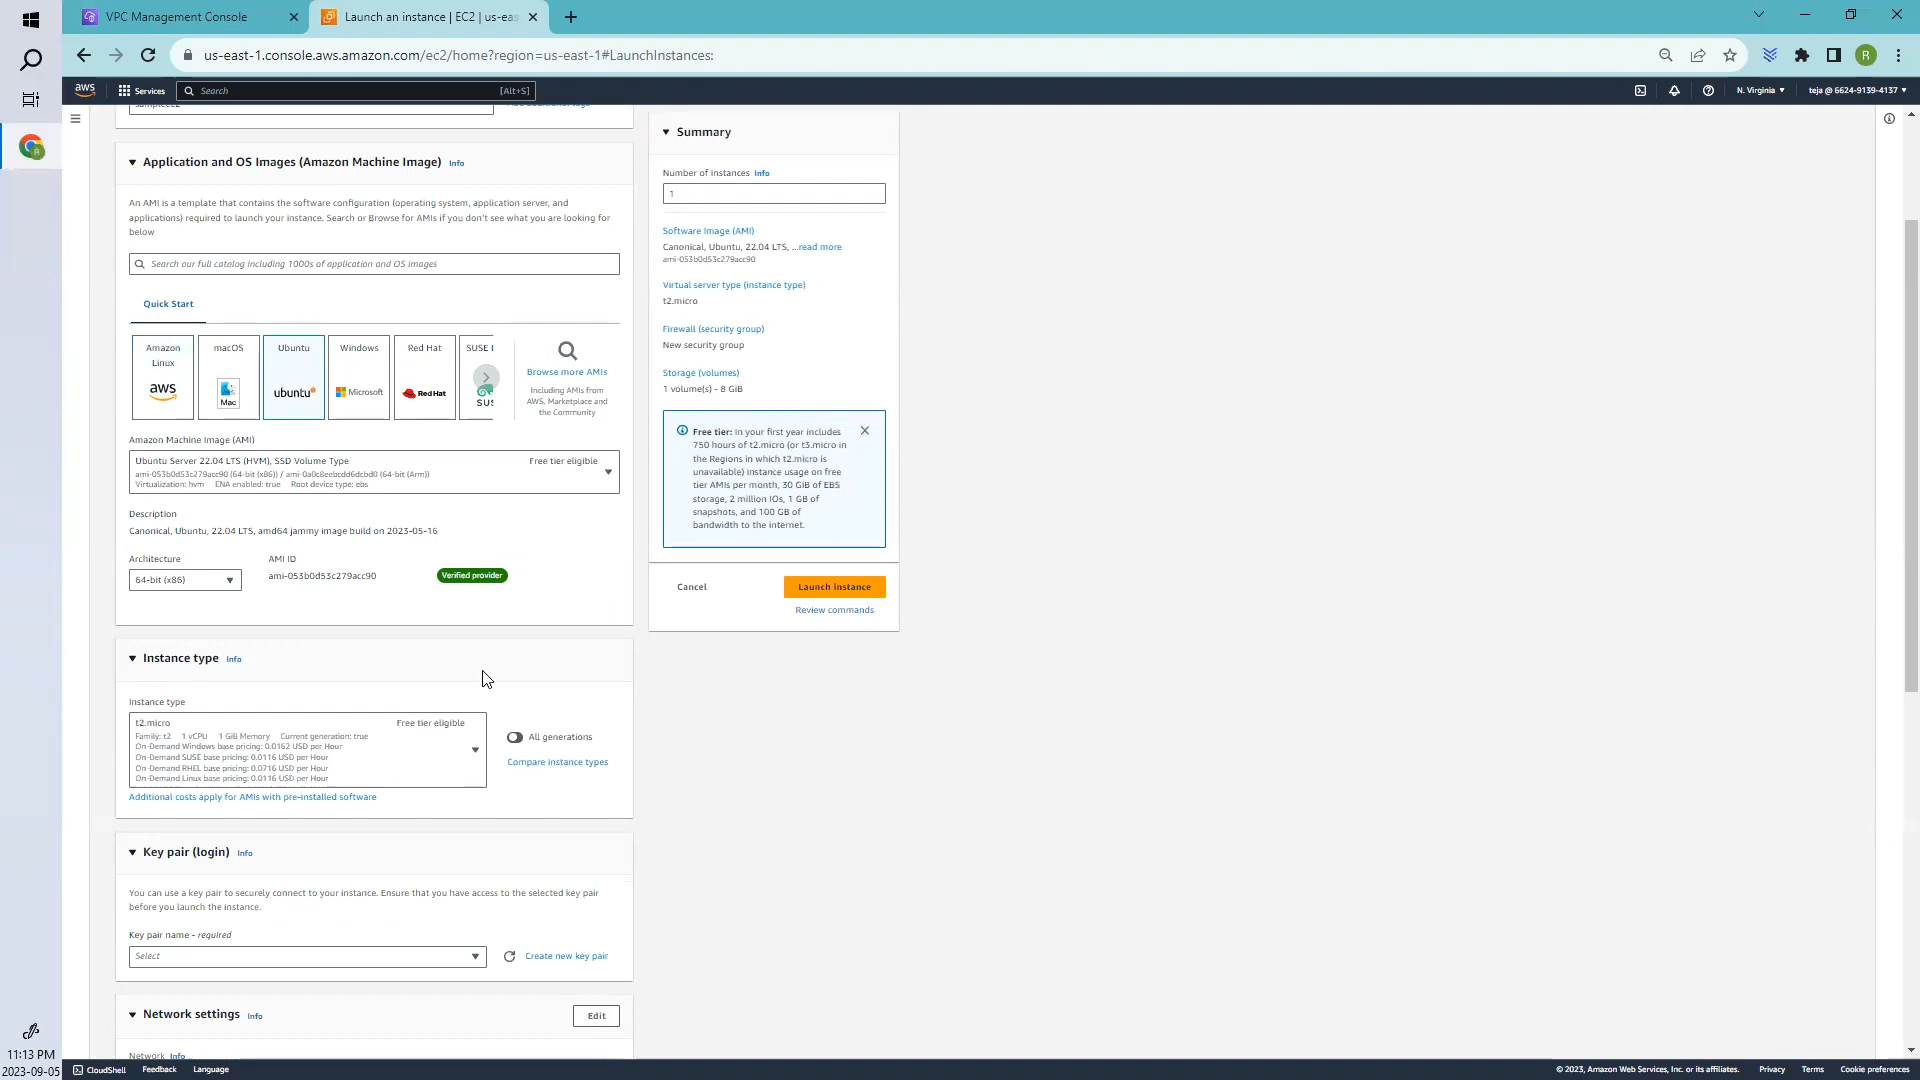 VPC Management Console
Launch an instance | EC2 | us-eas
us-east-1.console.aws.amazon.com/ec2/home?region=us-east-1#LaunchInstances:
R
aws
Services
Search
[Alt+S]
N. Virginia
teja @ 6624-9139-4137
Application and OS Images (Amazon Machine Image) Info
An AMI is a template that contains the software configuration (operating system, application server, and
applications) required to launch your instance. Search or Browse for AMIs if you don't see what you are looking for
below
Search our full catalog including 1000s of application and OS images
Quick Start
Amazon
Linux
aws
macOS
Mac
Ubuntu
ubuntu
Windows
Microsoft
Red Hat
Red Hat
SUSE
SUS
Browse more AMIs
Including AMIs from
AWS, Marketplace and
the Community
Amazon Machine Image (AMI)
Ubuntu Server 22.04 LTS (HVM), SSD Volume Type
Free tier eligible
ami-053b0d53c279acc90 (64-bit (x86)) / ami-0a0c8eebcdd6dcbd0 (64-bit (Arm))
Virtualization: hvm ENA enabled: true Root device type: ebs
Description
Canonical, Ubuntu, 22.04 LTS, amd64 jammy image build on 2023-05-16
Architecture
AMI ID
64-bit (x86)
ami-053b0d53c279acc90
Verified provider
Instance type Info
Instance type
t2.micro
Free tier eligible
Family: t2 1 vCPU 1 GiB Memory Current generation: true
On-Demand Windows base pricing: 0.0162 USD per Hour
On-Demand SUSE base pricing: 0.0116 USD per Hour
On-Demand RHEL base pricing: 0.0716 USD per Hour
On-Demand Linux base pricing: 0.0116 USD per Hour
All generations
Compare instance types
Additional costs apply for AMIs with pre-installed software
Key pair (login) Info
You can use a key pair to securely connect to your instance. Ensure that you have access to the selected key pair
before you launch the instance.
Key pair name - required
Select
Create new key pair
Network settings Info
Edit
Network Info
Summary
Number of instances Info
1
Software Image (AMI)
Canonical, Ubuntu, 22.04 LTS, ...read more
ami-053b0d53c279acc90
Virtual server type (instance type)
t2.micro
Firewall (security group)
New security group
Storage (volumes)
1 volume(s) - 8 GiB
Free tier: In your first year includes
750 hours of t2.micro (or t3.micro in
the Regions in which t2.micro is
unavailable) instance usage on free
tier AMIs per month, 30 GiB of EBS
storage, 2 million IOs, 1 GB of
snapshots, and 100 GB of
bandwidth to the internet.
Cancel
Launch instance
Review commands
11:13 PM
2023-09-05
CloudShell
Feedback
Language
© 2023, Amazon Web Services, Inc. or its affiliates.
Privacy
Terms
Cookie preferences